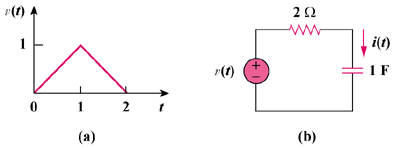 v(t)
1
0
1
2
t
(a)
2 Ω
i(t)
v(t)
+
−
1 F
(b)